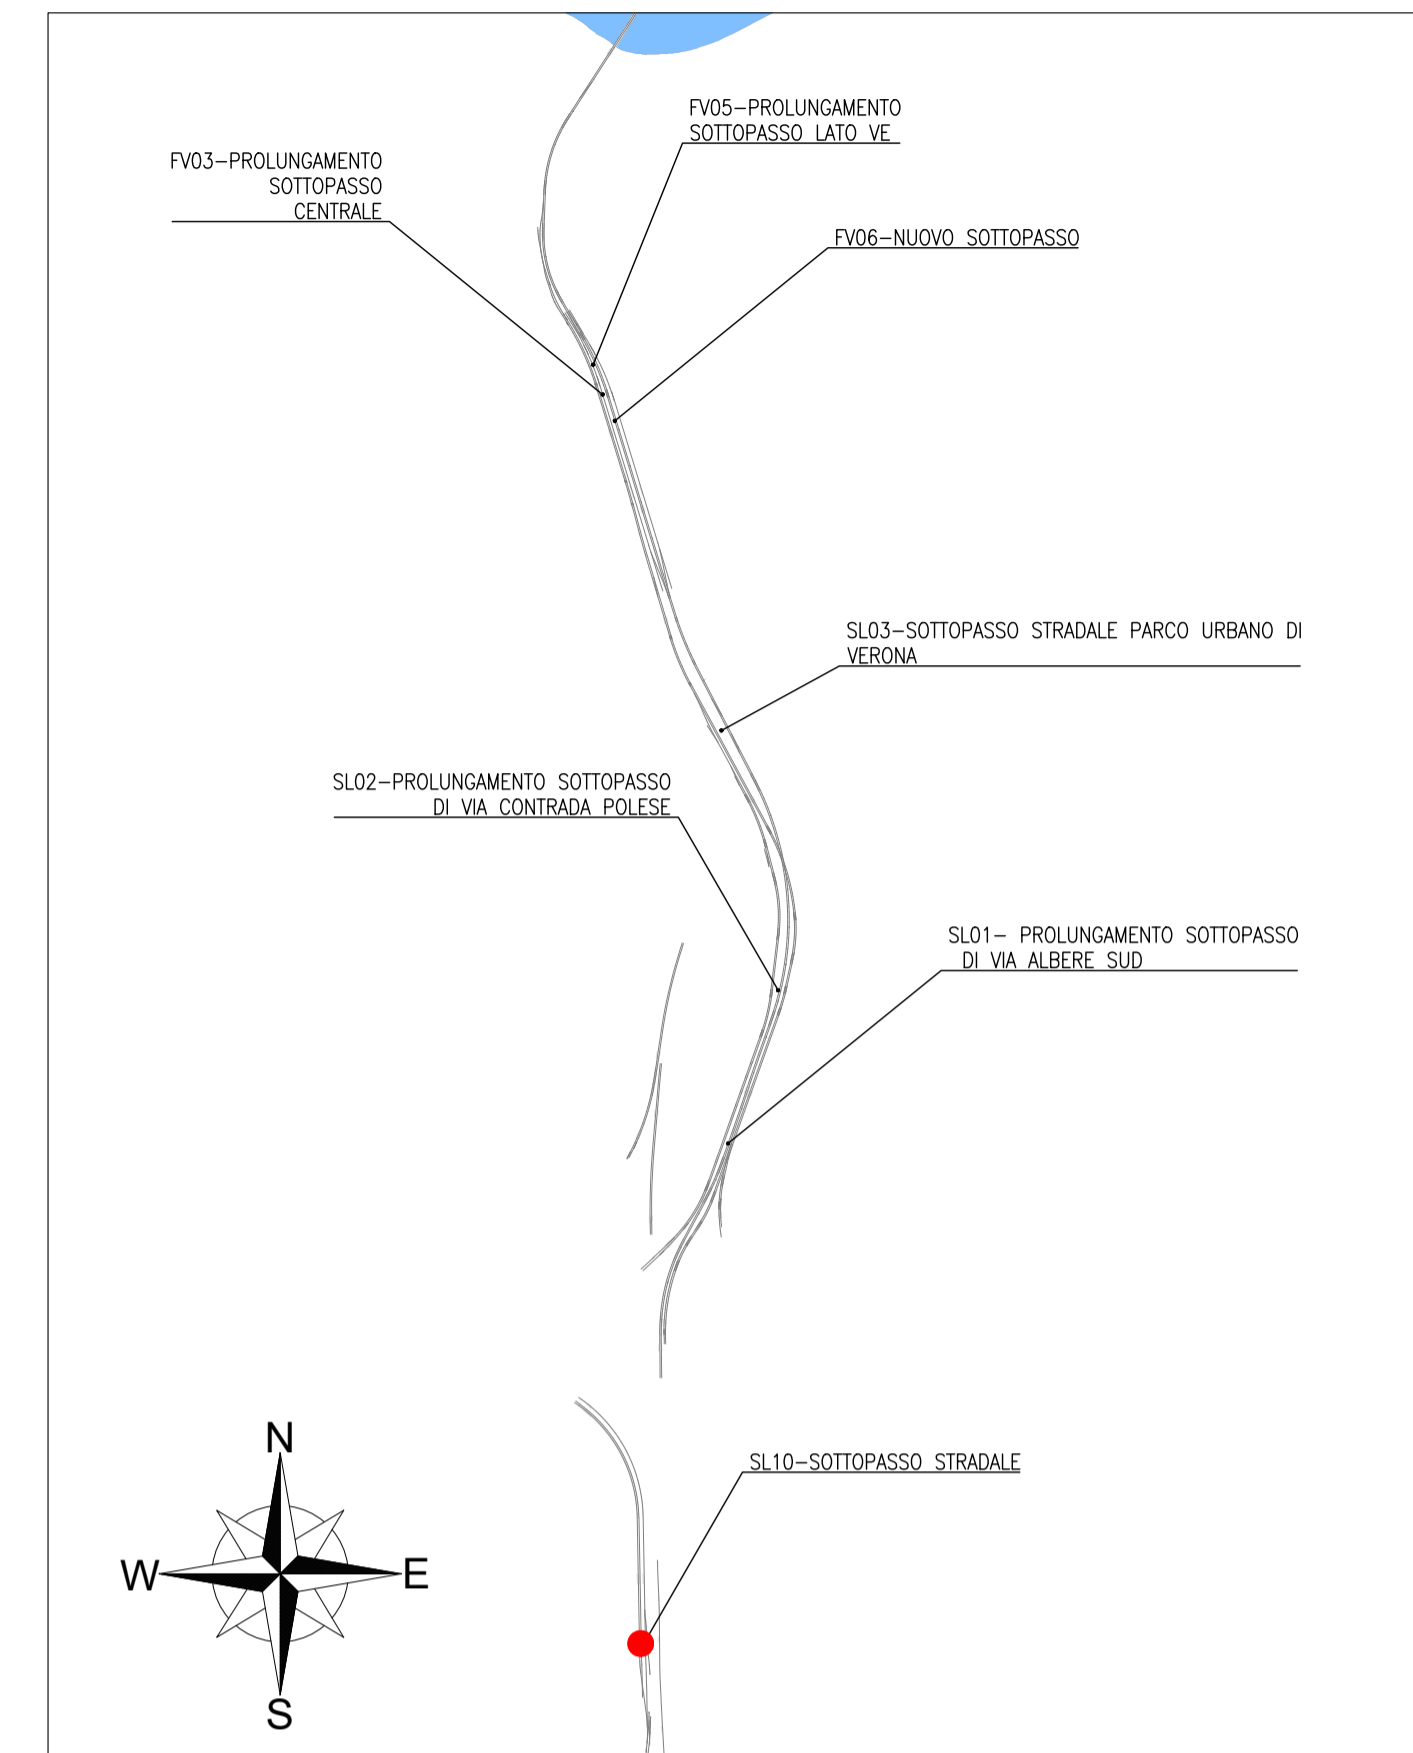 FV05-PROLUNGAMENTO
SOTTOPASSO LATO VE
FV03-PROLUNGAMENTO
SOTTOPASSO
CENTRALE
FV06-NUOVO SOTTOPASSO
SL03-SOTTOPASSO STRADALE PARCO URBANO DI
VERONA
SL02-PROLUNGAMENTO SOTTOPASSO
DI VIA CONTRADA POLESE
SL01- PROLUNGAMENTO SOTTOPASSO
DI VIA ALBERE SUD
SL10-SOTTOPASSO STRADALE
N
W
E
S